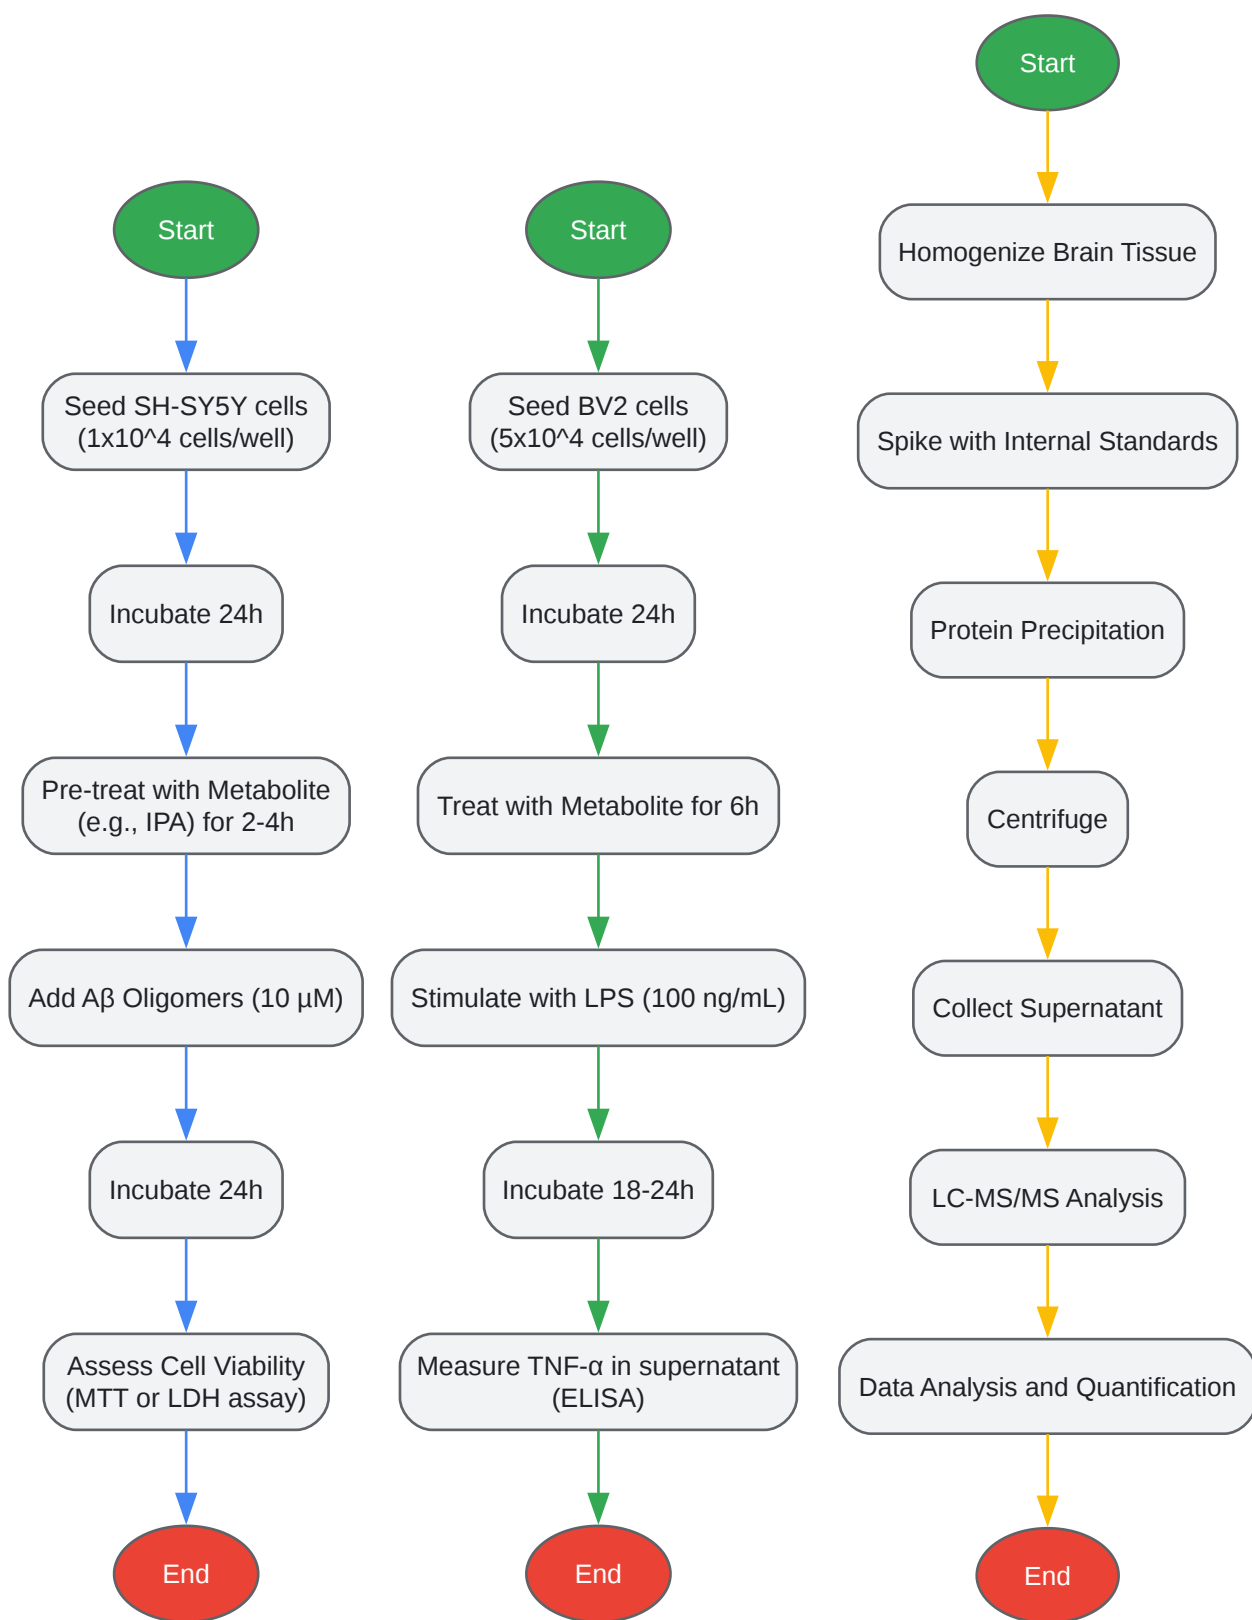 Start
Seed SH-SY5Y cells
(1x10^4 cells/well)
Incubate 24h
Pre-treat with Metabolite
(e.g., IPA) for 2-4h
Add Aβ Oligomers (10 µM)
Incubate 24h
Assess Cell Viability
(MTT or LDH assay)
End
Start
Seed BV2 cells
(5x10^4 cells/well)
Incubate 24h
Treat with Metabolite for 6h
Stimulate with LPS (100 ng/mL)
Incubate 18-24h
Measure TNF-α in supernatant
(ELISA)
End
Start
Homogenize Brain Tissue
Spike with Internal Standards
Protein Precipitation
Centrifuge
Collect Supernatant
LC-MS/MS Analysis
Data Analysis and Quantification
End